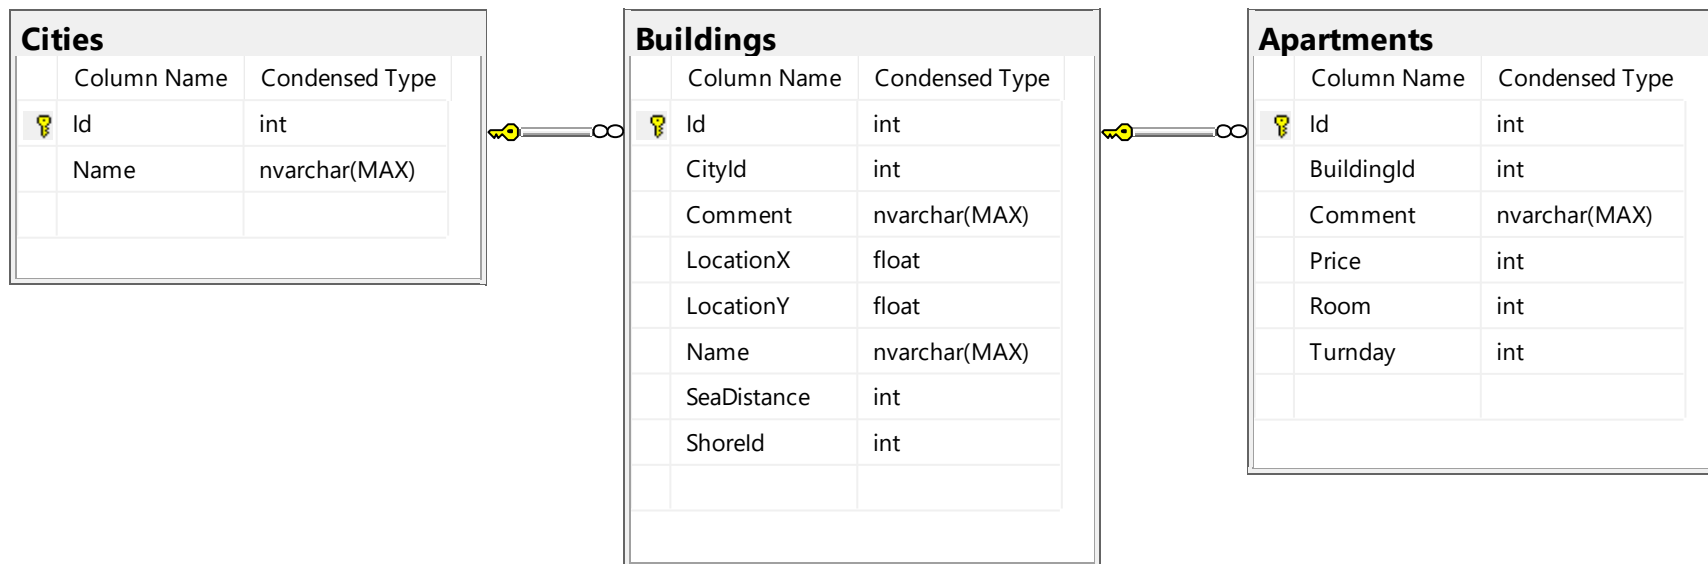 Cities
Column Name Condensed Type
Id int
Name nvarchar(MAX)
Buildings
Column Name Condensed Type
Id int
CityId int
Comment nvarchar(MAX)
LocationX float
LocationY float
Name nvarchar(MAX)
SeaDistance int
ShoreId int
Apartments
Column Name Condensed Type
Id int
BuildingId int
Comment nvarchar(MAX)
Price int
Room int
Turnday int